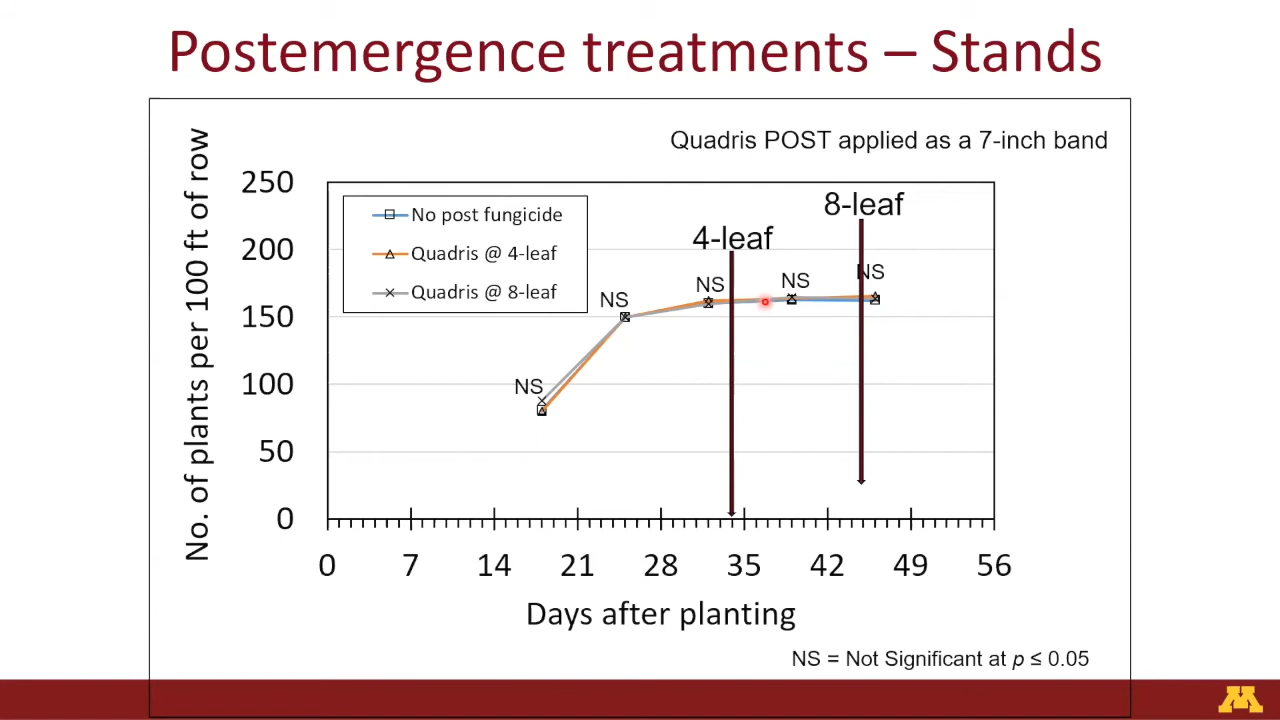 Postemergence treatments – Stands
Quadris POST applied as a 7-inch band
No. of plants per 100 ft of row
250
200
150
100
50
0
No post fungicide
Quadris @ 4-leaf
Quadris @ 8-leaf
4-leaf
8-leaf
NS
NS
NS
NS
NS
0 7 14 21 28 35 42 49 56
Days after planting
NS = Not Significant at p ≤ 0.05
M